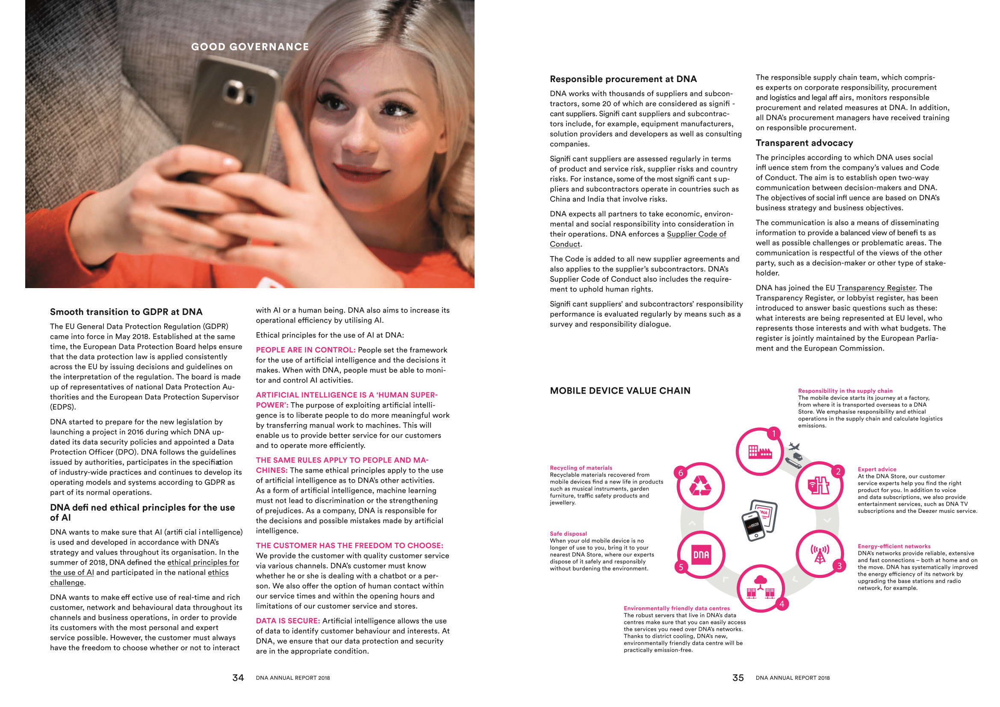 GOOD GOVERNANCE
Smooth transition to GDPR at DNA
The EU General Data Protection Regulation (GDPR)
came into force in May 2018. Established at the same
time, the European Data Protection Board helps ensure
that the data protection law is applied consistently
across the EU by issuing decisions and guidelines on
the interpretation of the regulation. The board is made
up of representatives of national Data Protection Au-
thorities and the European Data Protection Supervisor
(EDPS).
DNA started to prepare for the new legislation by
launching a project in 2016 during which DNA up-
dated its data security policies and appointed a Data
Protection Officer (DPO). DNA follows the guidelines
issued by authorities, participates in the specification
of industry-wide practices and continues to develop its
operating models and systems according to GDPR as
part of its normal operations.
DNA defi ned ethical principles for the use
of AI
DNA wants to make sure that AI (artifi cial i ntelligence)
is used and developed in accordance with DNA's
strategy and values throughout its organisation. In the
summer of 2018, DNA defined the ethical principles for
the use of AI and participated in the national ethics
challenge.
DNA wants to make eff ective use of real-time and rich
customer, network and behavioural data throughout its
channels and business operations, in order to provide
its customers with the most personal and expert
service possible. However, the customer must always
have the freedom to choose whether or not to interact
with AI or a human being. DNA also aims to increase its
operational efficiency by utilising AI.
Ethical principles for the use of AI at DNA:
PEOPLE ARE IN CONTROL: People set the framework
for the use of artificial intelligence and the decisions it
makes. When with DNA, people must be able to moni-
tor and control AI activities.
ARTIFICIAL INTELLIGENCE IS A ‘HUMAN SUPER-
POWER’: The purpose of exploiting artificial intelli-
gence is to liberate people to do more meaningful work
by transferring manual work to machines. This will
enable us to provide better service for our customers
and to operate more efficiently.
THE SAME RULES APPLY TO PEOPLE AND MA-
CHINES: The same ethical principles apply to the use
of artificial intelligence as to DNA's other activities.
As a form of artificial intelligence, machine learning
must not lead to discrimination or the strengthening
of prejudices. As a company, DNA is responsible for
the decisions and possible mistakes made by artificial
intelligence.
THE CUSTOMER HAS THE FREEDOM TO CHOOSE:
We provide the customer with quality customer service
via various channels. DNA's customer must know
whether he or she is dealing with a chatbot or a per-
son. We also offer the option of human contact within
our service times and within the opening hours and
limitations of our customer service and stores.
DATA IS SECURE: Artificial intelligence allows the use
of data to identify customer behaviour and interests. At
DNA, we ensure that our data protection and security
are in the appropriate condition.
34 DNA ANNUAL REPORT 2018
Responsible procurement at DNA
DNA works with thousands of suppliers and subcon-
tractors, some 20 of which are considered as signifi -
cant suppliers. Signifi cant suppliers and subcontrac-
tors include, for example, equipment manufacturers,
solution providers and developers as well as consulting
companies.
Signifi cant suppliers are assessed regularly in terms
of product and service risk, supplier risks and country
risks. For instance, some of the most signifi cant s up-
pliers and subcontractors operate in countries such as
China and India that involve risks.
DNA expects all partners to take economic, environ-
mental and social responsibility into consideration in
their operations. DNA enforces a Supplier Code of
Conduct.
The Code is added to all new supplier agreements and
also applies to the supplier's subcontractors. DNA's
Supplier Code of Conduct also includes the require-
ment to uphold human rights.
Signifi cant suppliers' and subcontractors' responsibility
performance is evaluated regularly by means such as a
survey and responsibility dialogue.
The responsible supply chain team, which compris-
es experts on corporate responsibility, procurement
and logistics and legal aff airs, monitors responsible
procurement and related measures at DNA. In addition,
all DNA's procurement managers have received training
on responsible procurement.
Transparent advocacy
The principles according to which DNA uses social
infl uence stem from the company's values and Code
of Conduct. The aim is to establish open two-way
communication between decision-makers and DNA.
The objectives of social infl uence are based on DNA's
business strategy and business objectives.
The communication is also a means of disseminating
information to provide a balanced view of benefi ts as
well as possible challenges or problematic areas. The
communication is respectful of the views of the other
party, such as a decision-maker or other type of stake-
holder.
DNA has joined the EU Transparency Register. The
Transparency Register, or lobbyist register, has been
introduced to answer basic questions such as these:
what interests are being represented at EU level, who
represents those interests and with what budgets. The
register is jointly maintained by the European Parlia-
ment and the European Commission.
MOBILE DEVICE VALUE CHAIN
Responsibility in the supply chain
The mobile device starts its journey at a factory,
from where it is transported overseas to a DNA
Store. We emphasise responsibility and ethical
operations in the supply chain and calculate logistics
emissions.
1
2
Expert advice
At the DNA Store, our customer
service experts help you find the right
product for you. In addition to voice
and data subscriptions, we also provide
entertainment services, such as DNA TV
subscriptions and the Deezer music service.
3
Energy-efficient networks
DNA's networks provide reliable, extensive
and fast connections – both at home and on
the move. DNA has systematically improved
the energy efficiency of its network by
upgrading the base stations and radio
network, for example.
4
Environmentally friendly data centres
The robust servers that live in DNA's data
centres make sure that you can easily access
the services you need over DNA's networks.
Thanks to district cooling, DNA's new,
environmentally friendly data centre will be
practically emission-free.
5
DNA
Safe disposal
When your old mobile device is no
longer of use to you, bring it to your
nearest DNA Store, where our experts
dispose of it safely and responsibly
without burdening the environment.
6
Recycling of materials
Recyclable materials recovered from
mobile devices find a new life in products
such as musical instruments, garden
furniture, traffic safety products and
jewellery.
DNA
DEEZER
35 DNA ANNUAL REPORT 2018